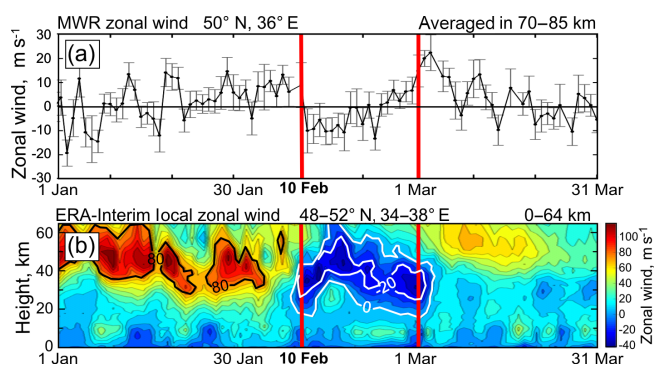 MWR zonal wind 50° N, 36° E Averaged in 70–85 km
(a)
Zonal wind, m s⁻¹
30
20
10
0
-10
-20
-30
1 Jan 30 Jan 10 Feb 1 Mar 31 Mar
ERA-Interim local zonal wind 48–52° N, 34–38° E 0–64 km
(b)
Height, km
60
40
20
0
80
80
-20
0
1 Jan 30 Jan 10 Feb 1 Mar 31 Mar
100
80
60
40
20
0
-20
-40
Zonal wind, m s⁻¹